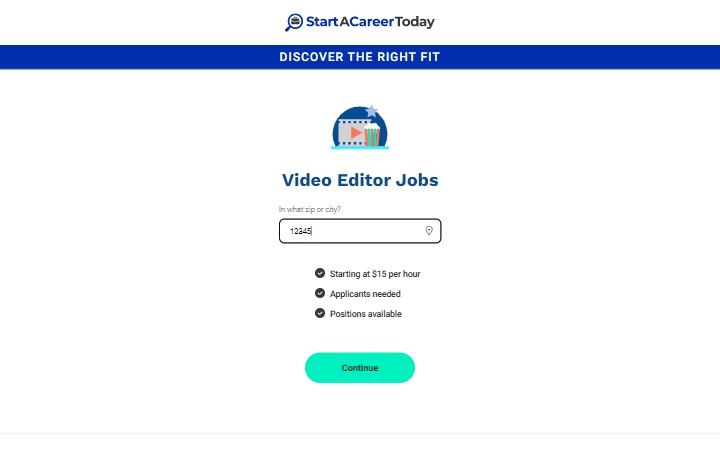 StartACareerToday
DISCOVER THE RIGHT FIT
Video Editor Jobs
In what zip or city?
12345
Starting at $15 per hour
Applicants needed
Positions available
Continue